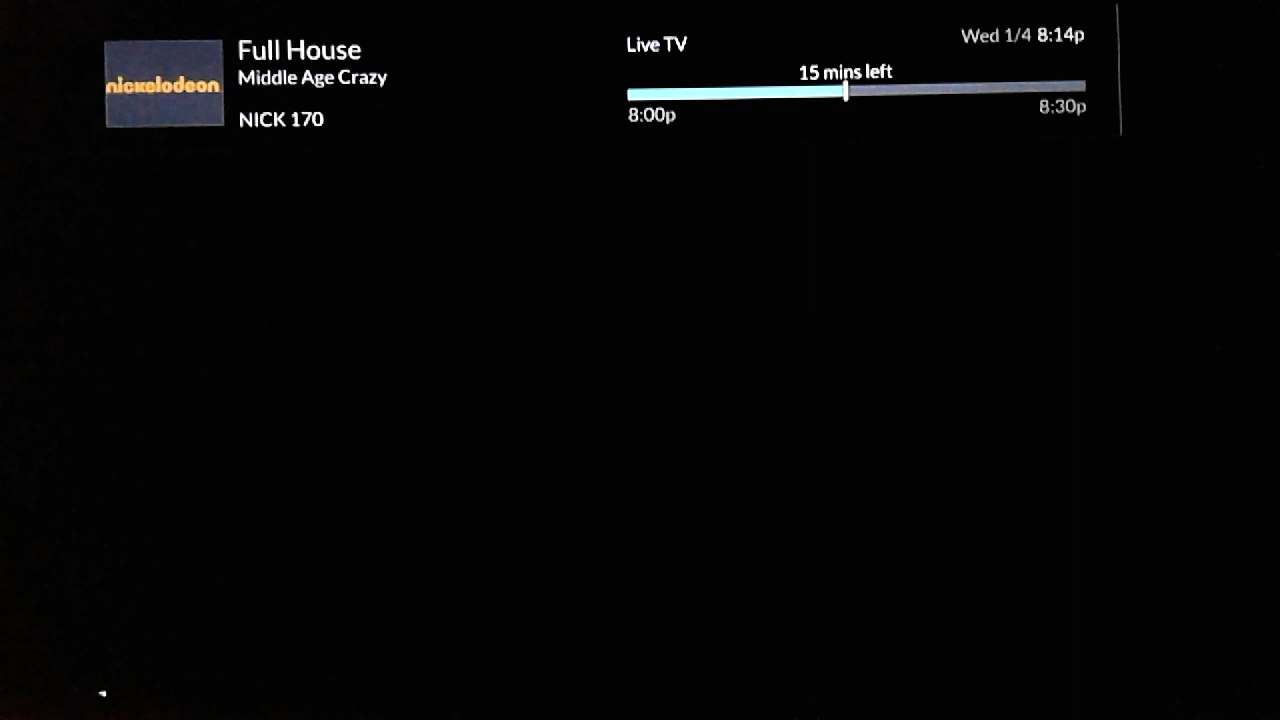 nickelodeon
Full House
Middle Age Crazy
NICK 170
Live TV
Wed 1/4 8:14p
15 mins left
8:00p
8:30p